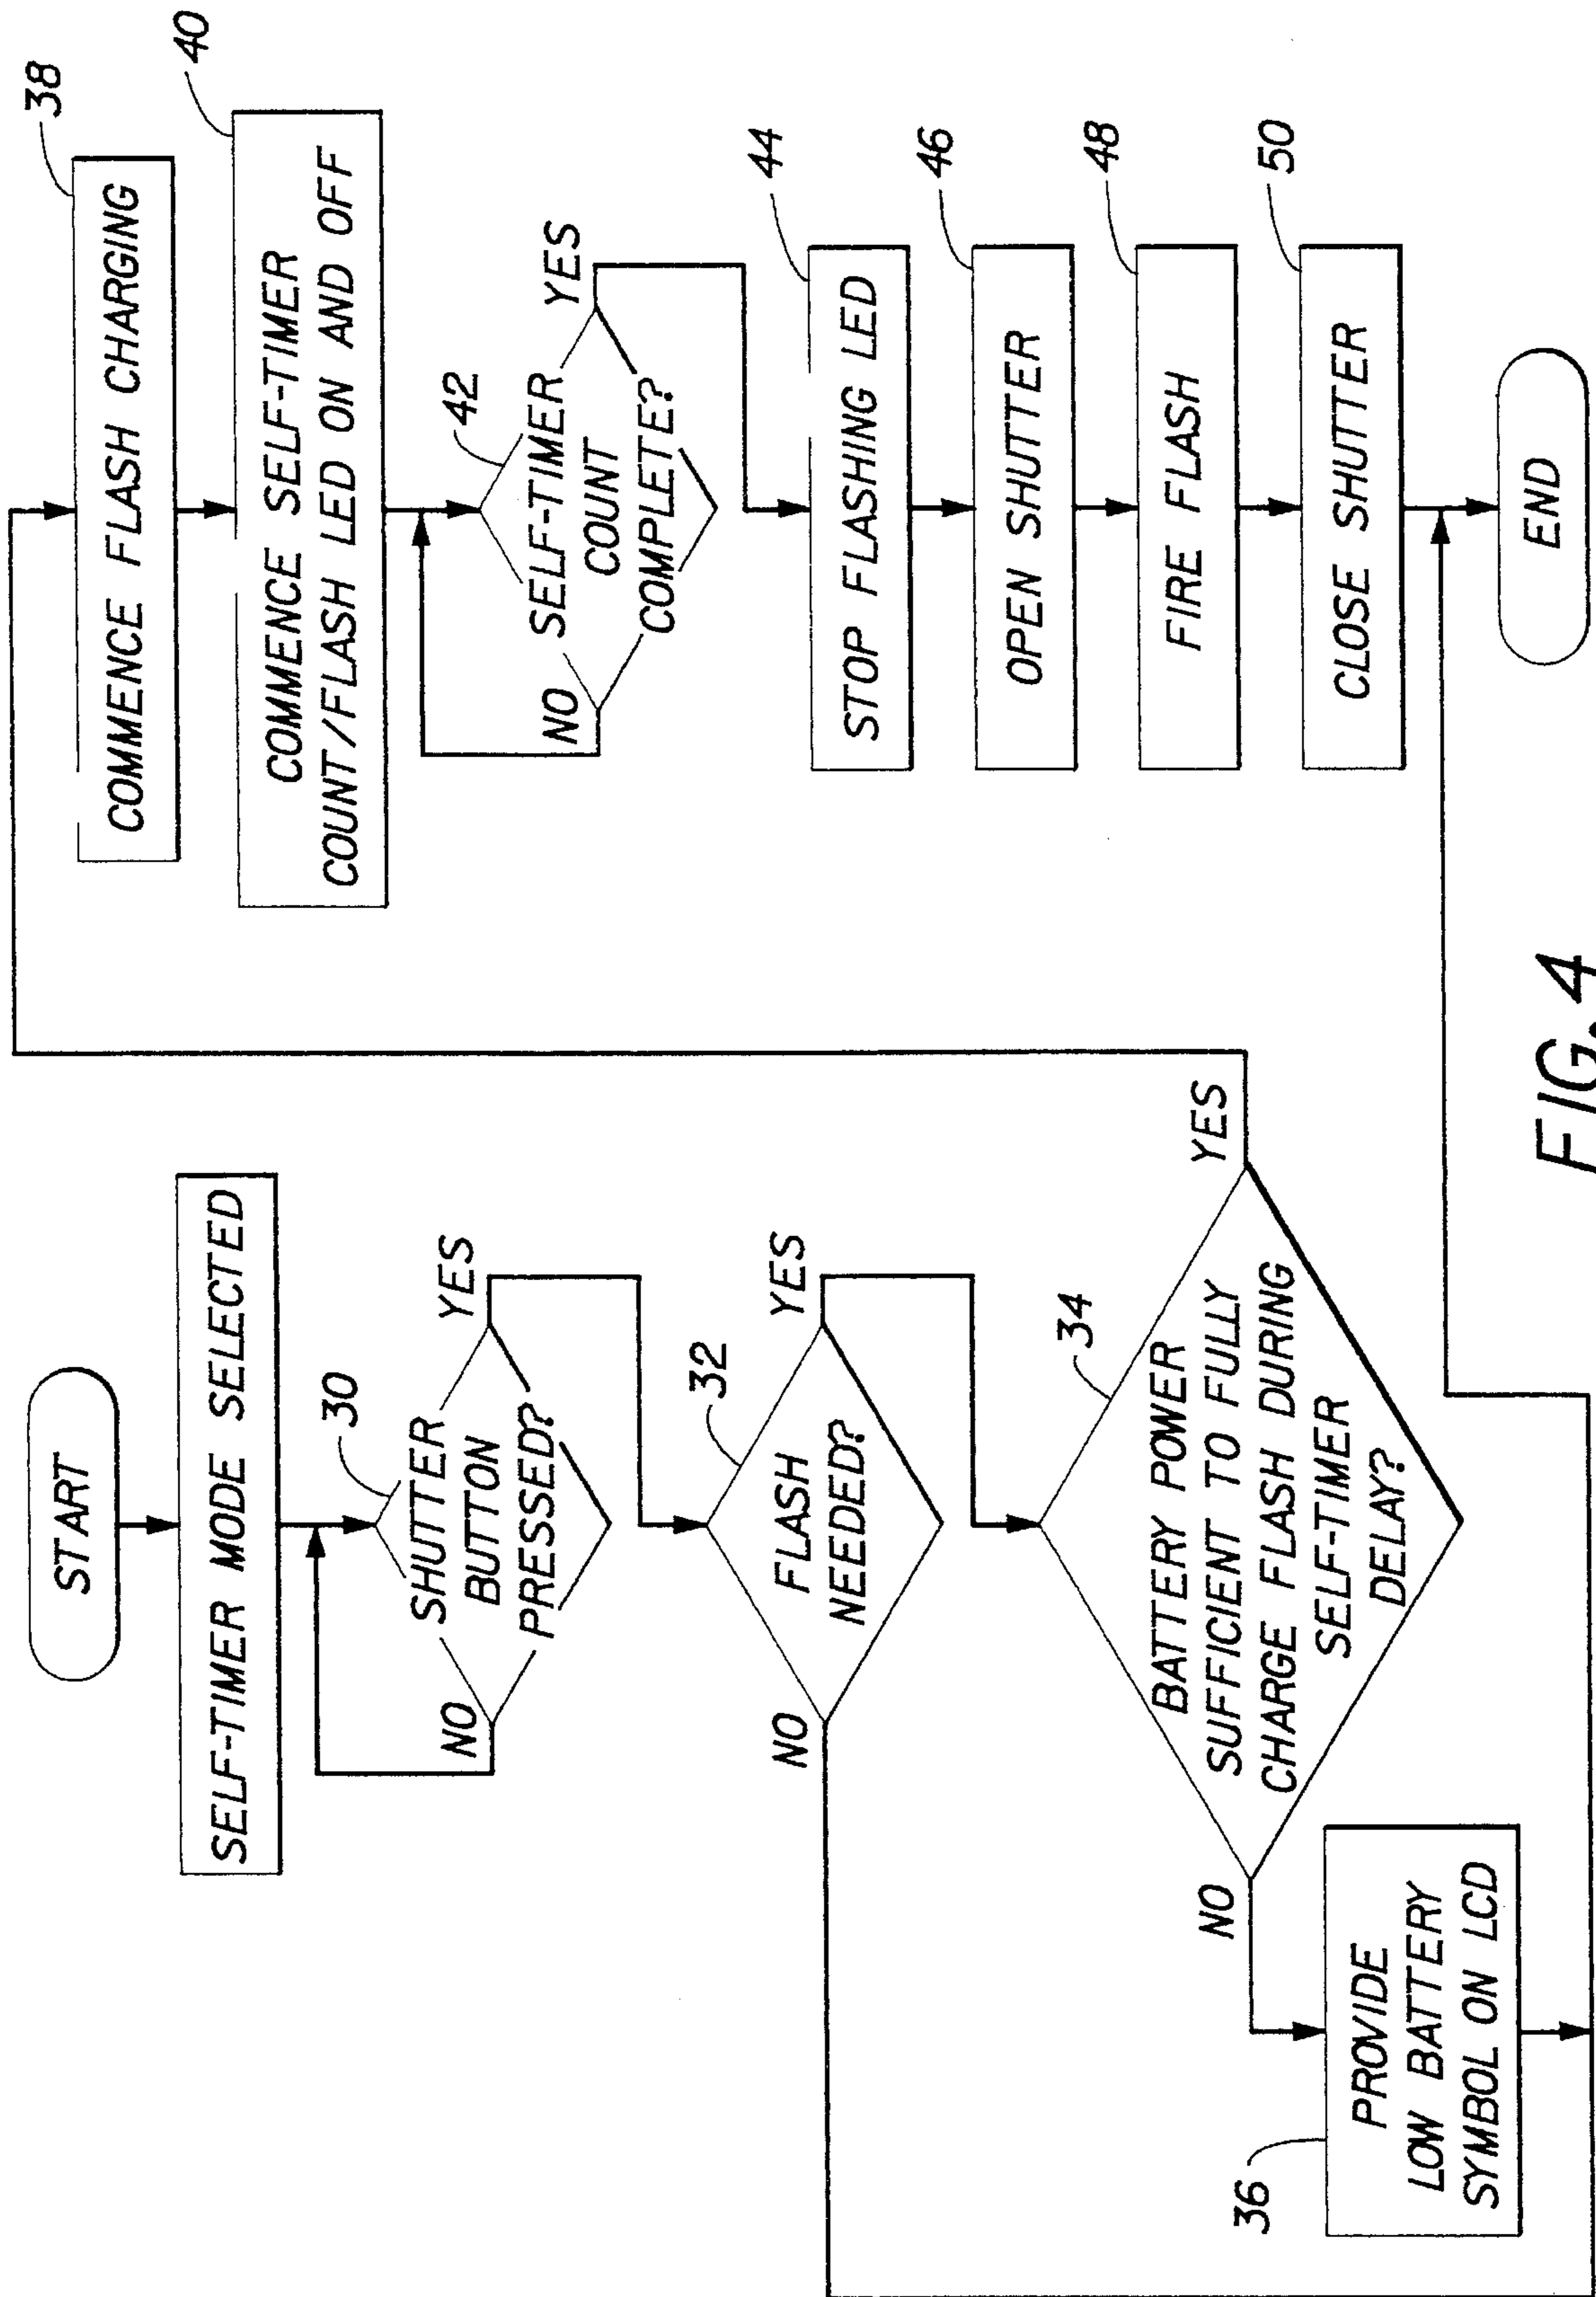 START
SELF-TIMER MODE SELECTED
30
SHUTTER
BUTTON
PRESSED?
NO
YES
32
FLASH
NEEDED?
NO
YES
34
BATTERY POWER
SUFFICIENT TO FULLY
CHARGE FLASH DURING
SELF-TIMER
DELAY?
NO
YES
36
PROVIDE
LOW BATTERY
SYMBOL ON LCD
38
COMMENCE FLASH CHARGING
40
COMMENCE SELF-TIMER
COUNT/FLASH LED ON AND OFF
42
SELF-TIMER
COUNT
COMPLETE?
NO
YES
44
STOP FLASHING LED
46
OPEN SHUTTER
48
FIRE FLASH
50
CLOSE SHUTTER
END
FIG. 4